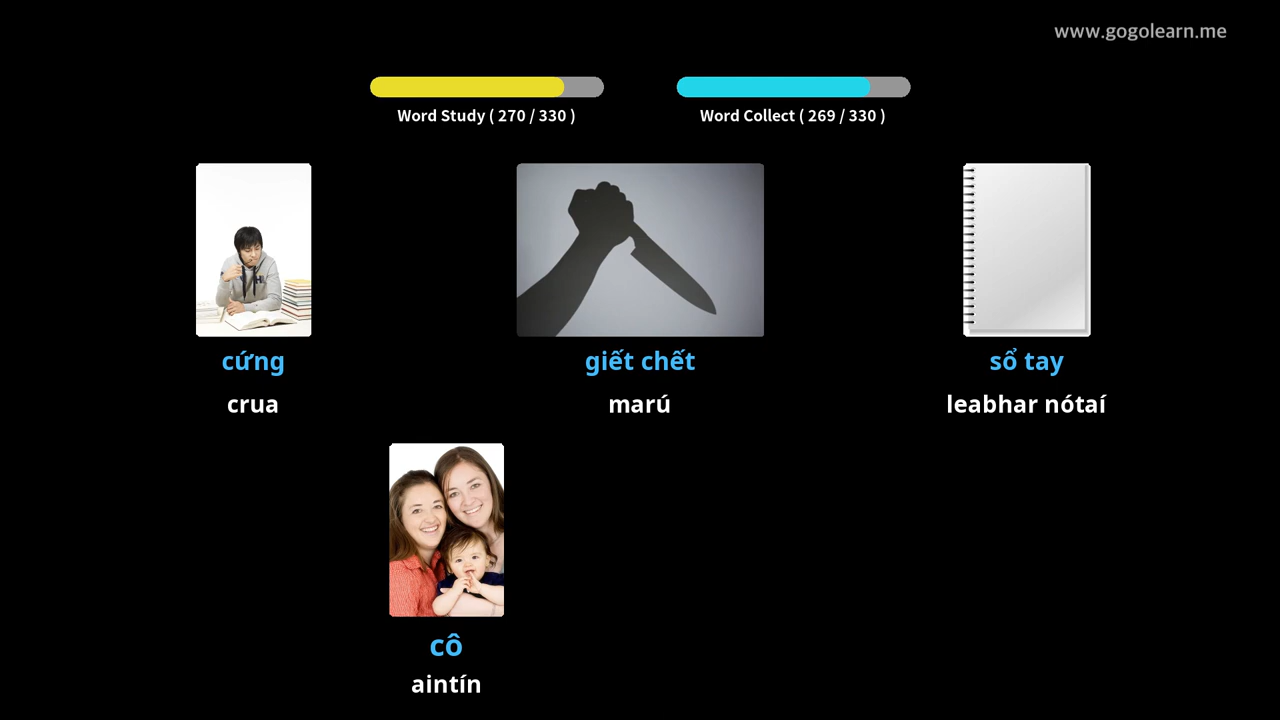 www.gogolearn.me
Word Study ( 270 / 330 )
Word Collect ( 269 / 330 )
cứng
crua
giết chết
marú
sổ tay
leabhar nótaí
cô
aintín